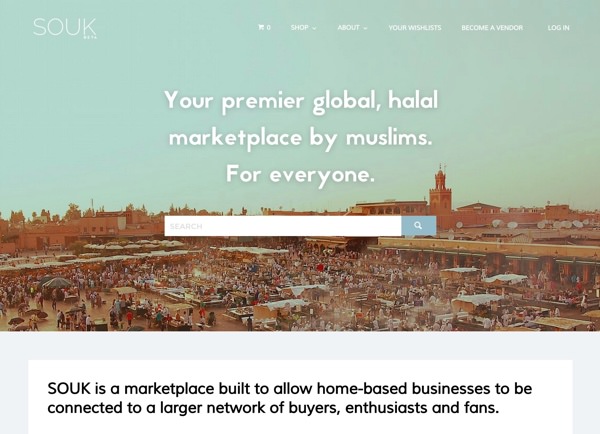 SOUK
BETA
0
SHOP
ABOUT
YOUR WISHLISTS
BECOME A VENDOR
LOG IN
Your premier global, halal
marketplace by muslims.
For everyone.
SEARCH
SOUK is a marketplace built to allow home-based businesses to be
connected to a larger network of buyers, enthusiasts and fans.